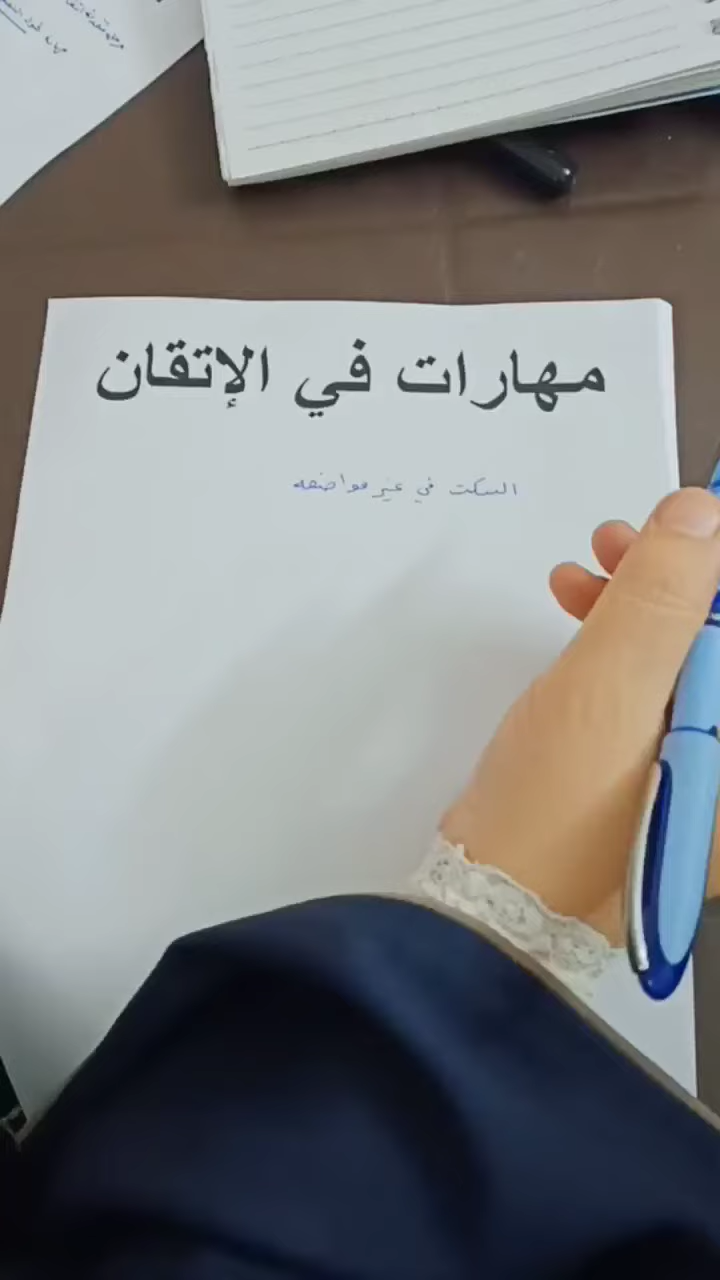 مهارات في الإتقان
السكت في غير مواضعه